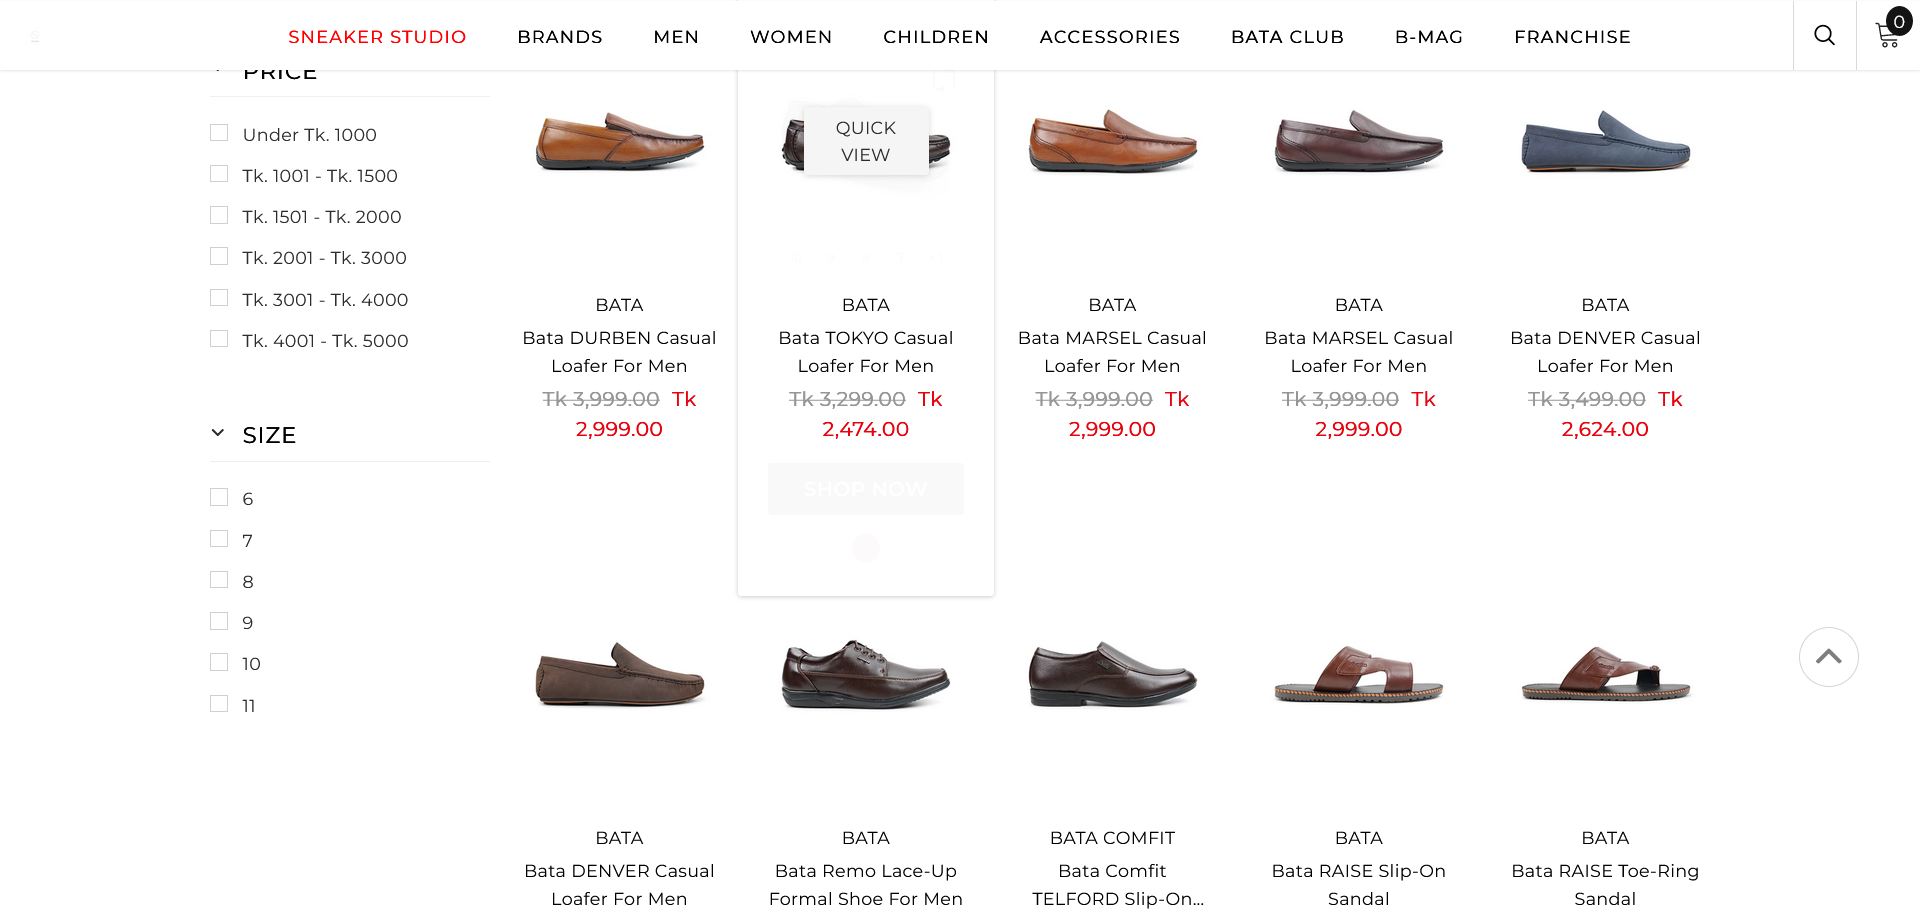 SNEAKER STUDIO BRANDS MEN WOMEN CHILDREN ACCESSORIES BATA CLUB B-MAG FRANCHISE 0
PRICE
Under Tk. 1000
Tk. 1001 - Tk. 1500
Tk. 1501 - Tk. 2000
Tk. 2001 - Tk. 3000
Tk. 3001 - Tk. 4000
Tk. 4001 - Tk. 5000
SIZE
6
7
8
9
10
11
QUICK
VIEW
BATA
Bata DURBEN Casual
Loafer For Men
Tk 3,999.00 Tk
2,999.00
BATA
Bata TOKYO Casual
Loafer For Men
Tk 3,299.00 Tk
2,474.00
SHOP NOW
BATA
Bata MARSEL Casual
Loafer For Men
Tk 3,999.00 Tk
2,999.00
BATA
Bata MARSEL Casual
Loafer For Men
Tk 3,999.00 Tk
2,999.00
BATA
Bata DENVER Casual
Loafer For Men
Tk 3,499.00 Tk
2,624.00
BATA
Bata DENVER Casual
Loafer For Men
BATA
Bata Remo Lace-Up
Formal Shoe For Men
BATA COMFIT
Bata Comfit
TELFORD Slip-On...
BATA
Bata RAISE Slip-On
Sandal
BATA
Bata RAISE Toe-Ring
Sandal